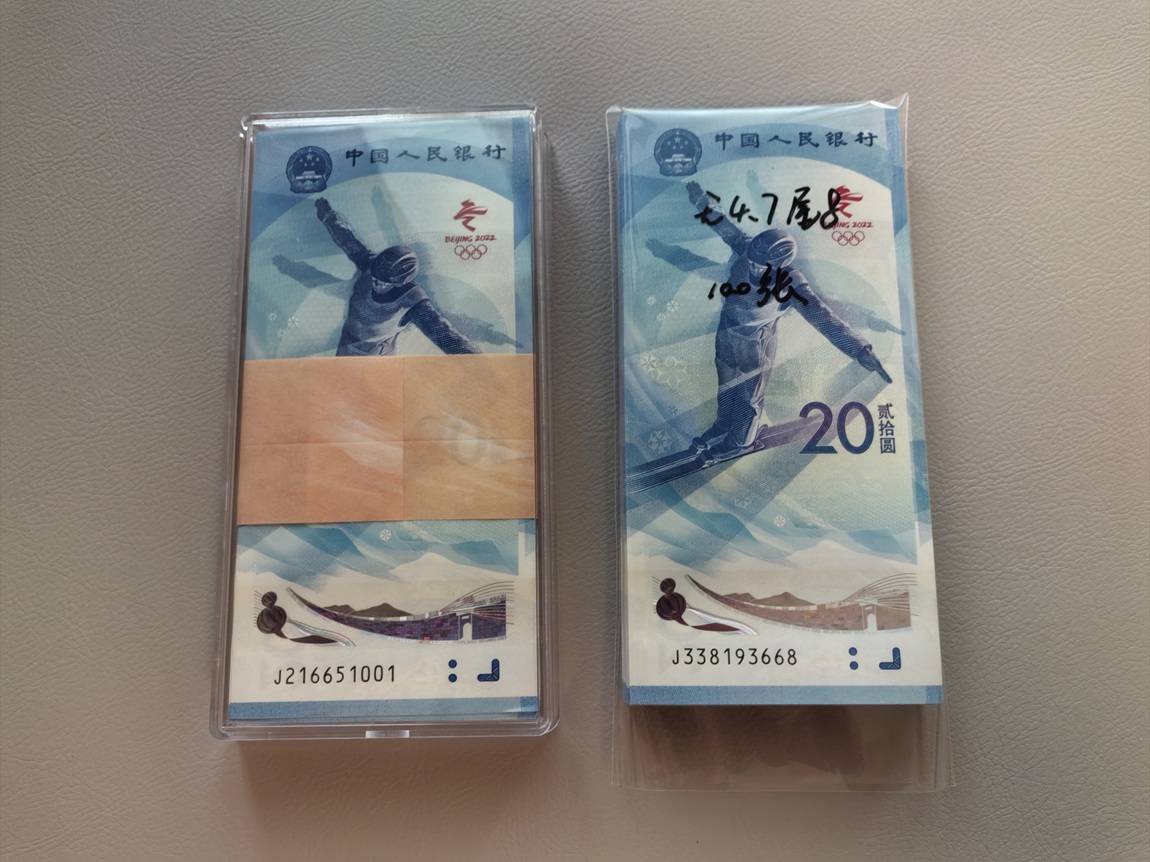 中国人民银行
BEIJING 2022
J216651001
中国人民银行
无4.7尾8
BEIJING 2022
100张
20 贰拾圆
J338193668